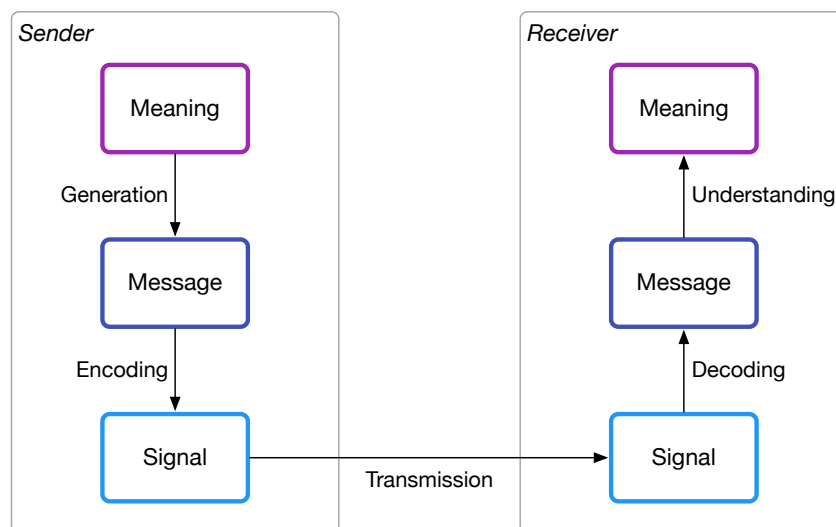 Sender
Meaning
Generation
Message
Encoding
Signal
Transmission
Receiver
Meaning
Understanding
Message
Decoding
Signal